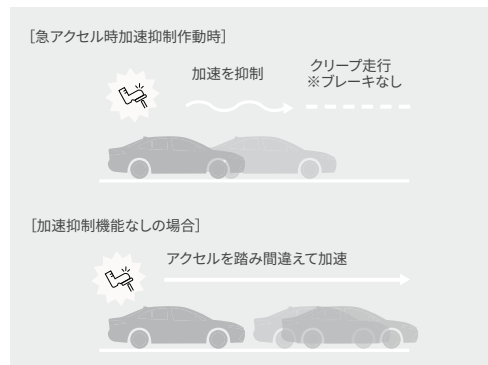 ［急アクセル時加速抑制作動時］
加速を抑制
クリープ走行
※ブレーキなし
［加速抑制機能なしの場合］
アクセルを踏み間違えて加速